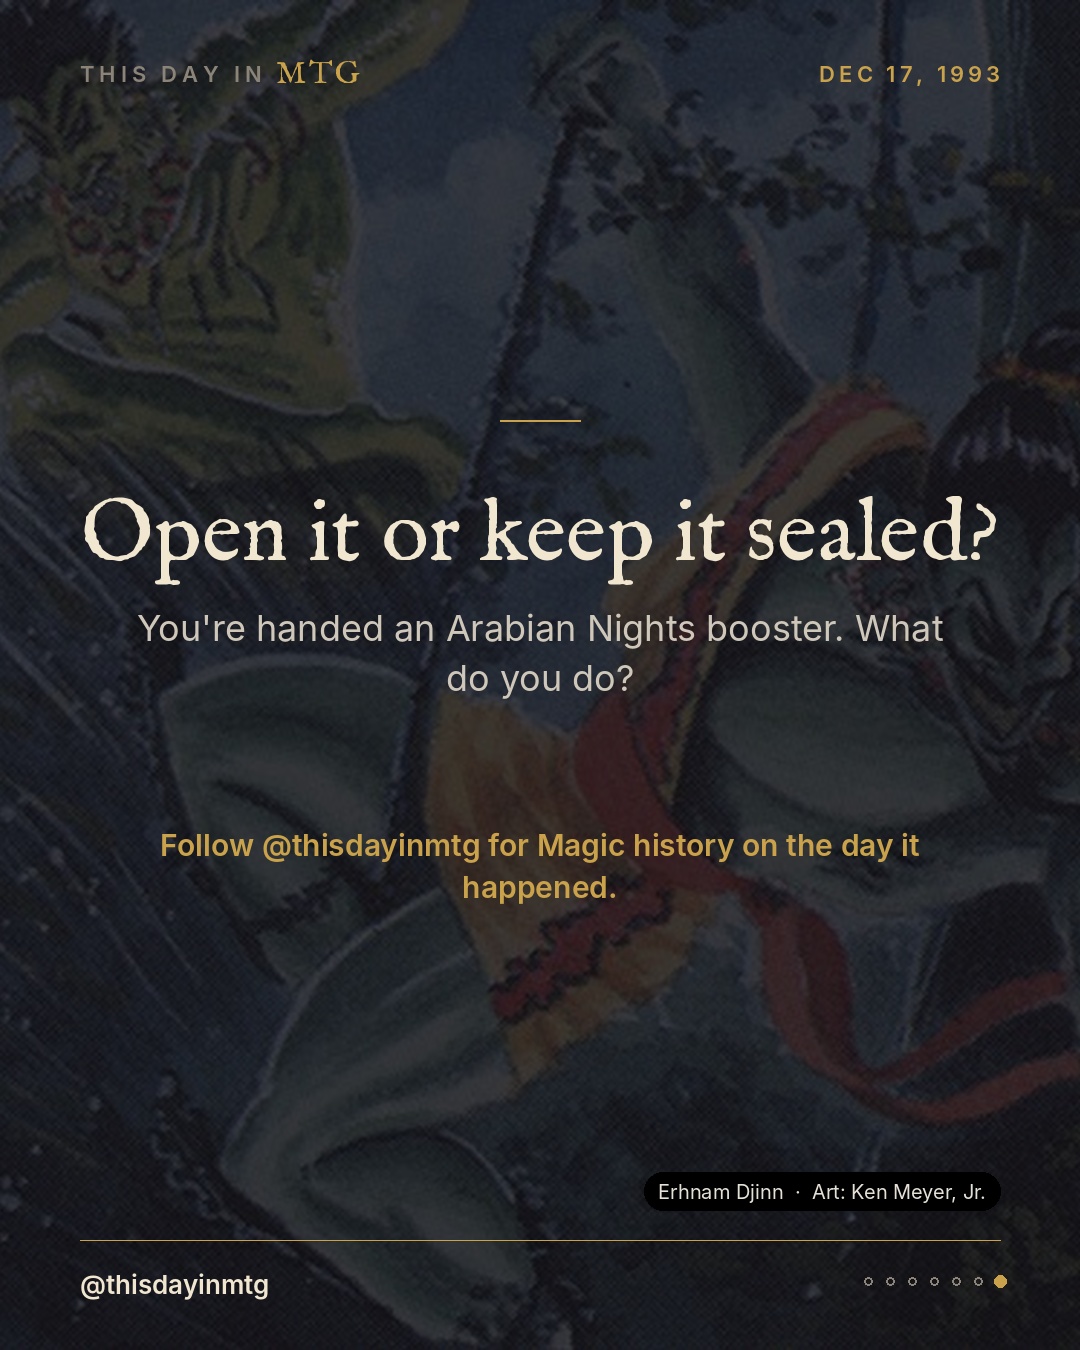 THIS DAY IN MTG
DEC 17, 1993
Open it or keep it sealed?
You're handed an Arabian Nights booster. What
do you do?
Follow @thisdayinmtg for Magic history on the day it
happened.
Erhnam Djinn · Art: Ken Meyer, Jr.
@thisdayinmtg